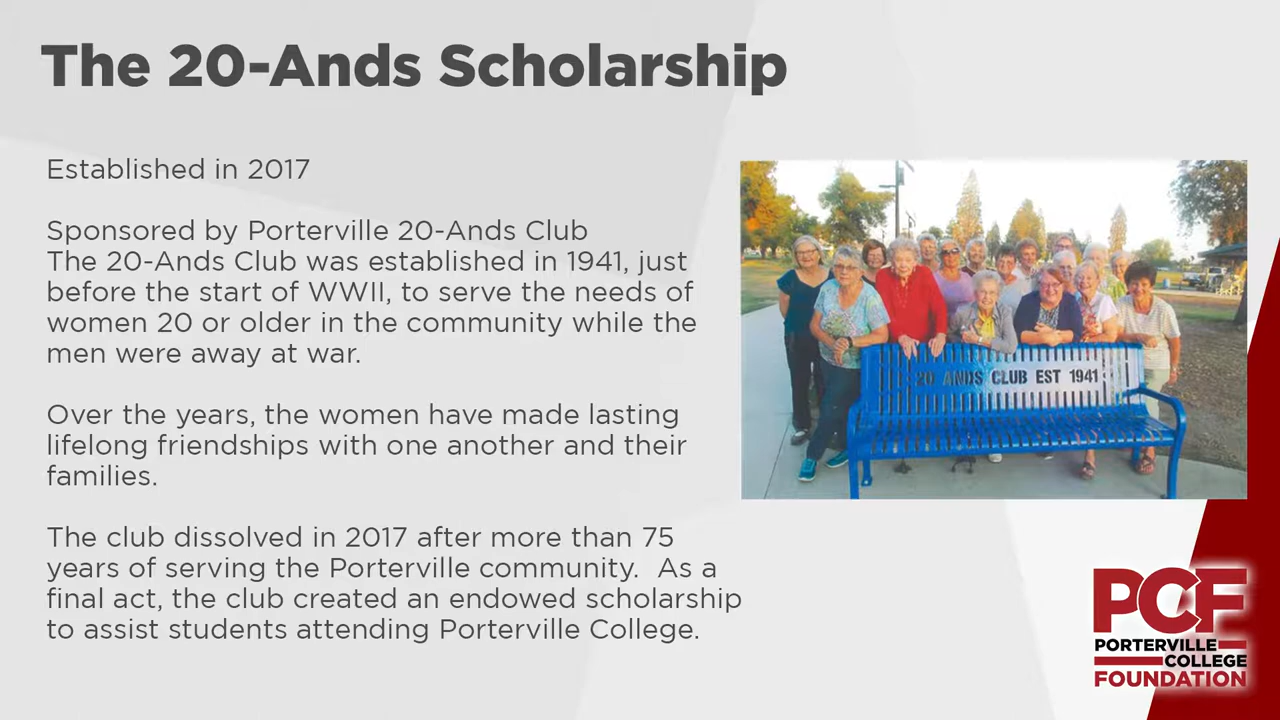 The 20-Ands Scholarship
Established in 2017
Sponsored by Porterville 20-Ands Club
The 20-Ands Club was established in 1941, just
before the start of WWII, to serve the needs of
women 20 or older in the community while the
men were away at war.
Over the years, the women have made lasting
lifelong friendships with one another and their
families.
The club dissolved in 2017 after more than 75
years of serving the Porterville community.  As a
final act, the club created an endowed scholarship
to assist students attending Porterville College.
20 ANDS CLUB EST 1941
PCF
PORTERVILLE
COLLEGE
FOUNDATION